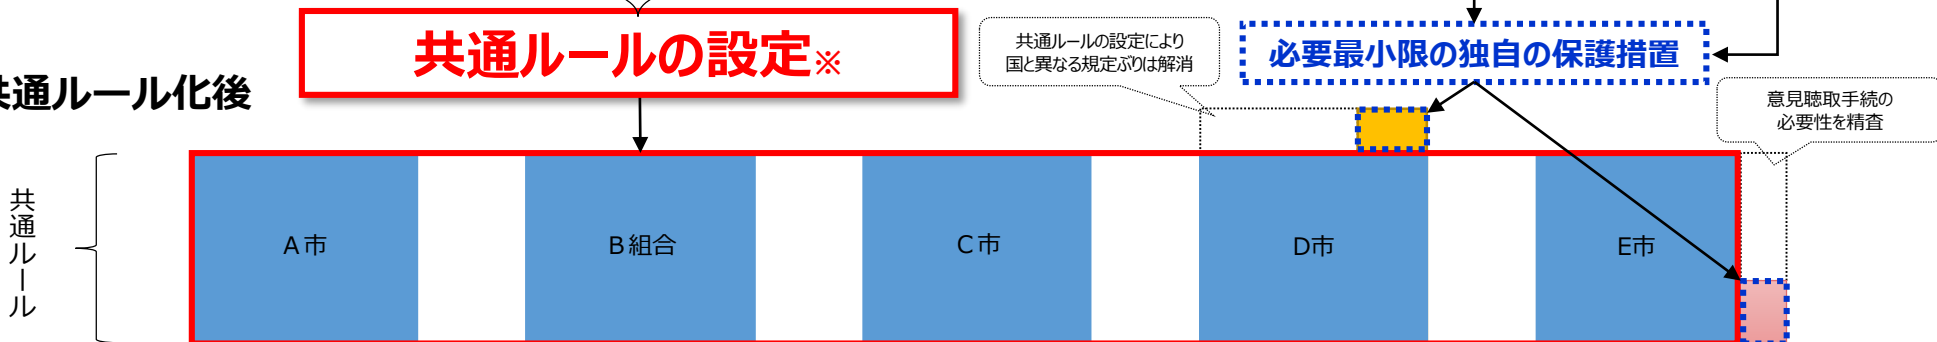 共通ルールの設定※
共通ルールの設定により
国と異なる規定ぶりは解消
必要最小限の独自の保護措置
共通ルール化後
意見聴取手続の
必要性を精査
共通ルール
A市
B組合
C市
D市
E市